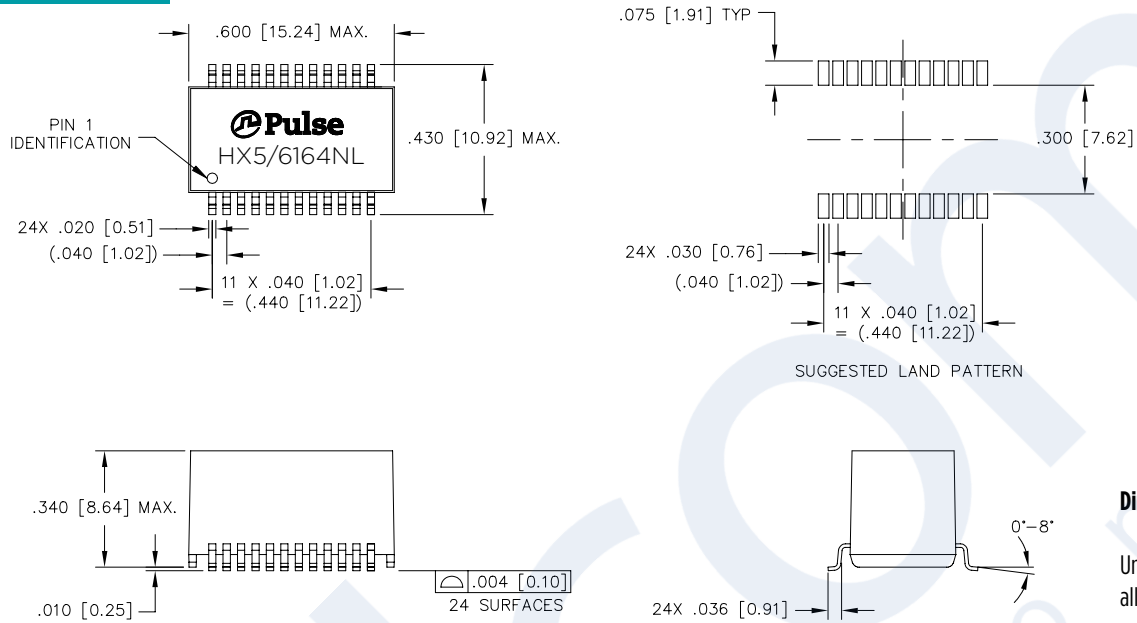 .600 [15.24] MAX.
PIN 1
IDENTIFICATION
Pulse
HX5/6164NL
.430 [10.92] MAX.
24X .020 [0.51]
(.040 [1.02])
11 X .040 [1.02]
= (.440 [11.22])
.075 [1.91] TYP
.300 [7.62]
24X .030 [0.76]
(.040 [1.02])
11 X .040 [1.02]
= (.440 [11.22])
SUGGESTED LAND PATTERN
.340 [8.64] MAX.
.010 [0.25]
.004 [0.10]
24 SURFACES
0°-8°
24X .036 [0.91]